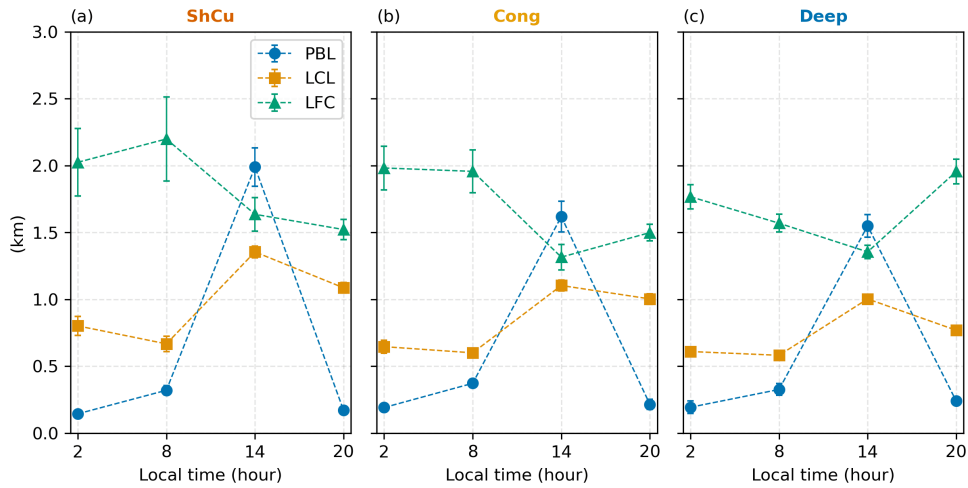 (a) ShCu
(b) Cong
(c) Deep
PBL
LCL
LFC
3.0
2.5
2.0
1.5
1.0
0.5
0.0
(km)
2 8 14 20
2 8 14 20
2 8 14 20
Local time (hour)
Local time (hour)
Local time (hour)